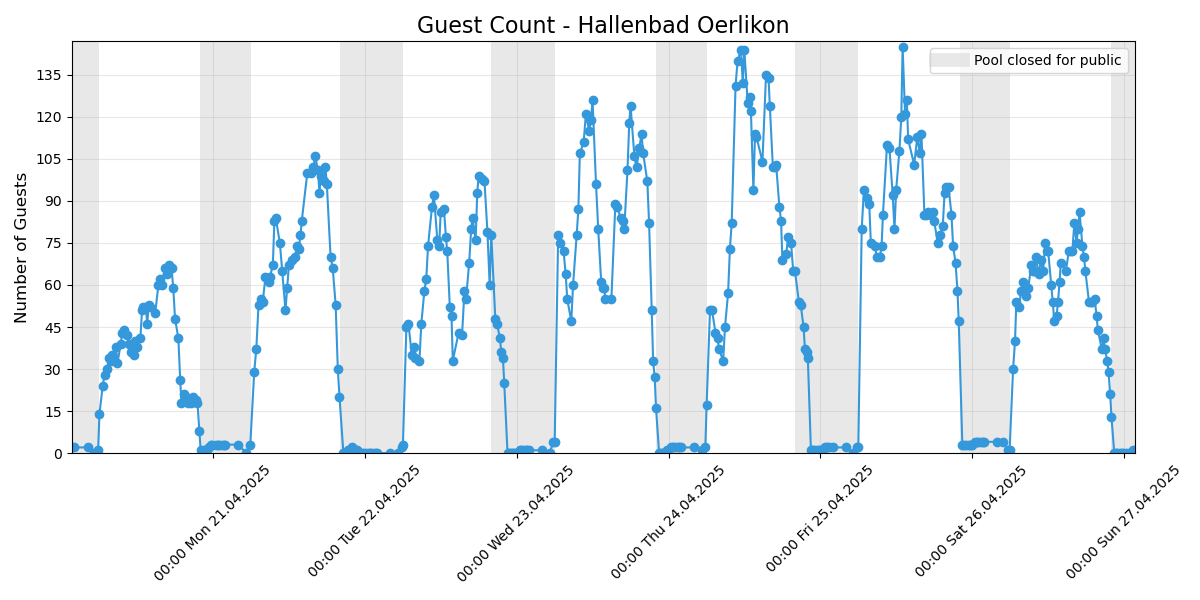 Guest Count - Hallenbad Oerlikon
Pool closed for public
Number of Guests
135
120
105
90
75
60
45
30
15
0
00:00 Mon 21.04.2025
00:00 Tue 22.04.2025
00:00 Wed 23.04.2025
00:00 Thu 24.04.2025
00:00 Fri 25.04.2025
00:00 Sat 26.04.2025
00:00 Sun 27.04.2025